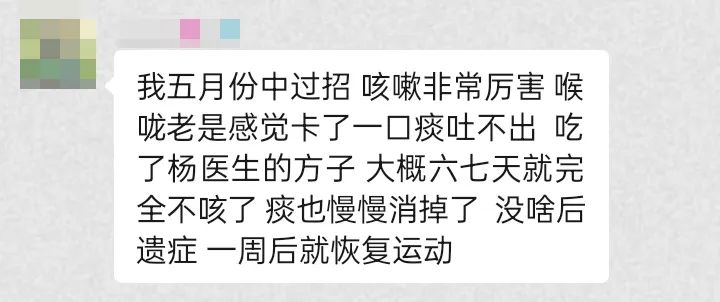 我五月份中过招 咳嗽非常厉害 喉
咙老是感觉卡了一口痰吐不出 吃
了杨医生的方子 大概六七天就完
全不咳了 痰也慢慢消掉了 没啥后
遗症 一周后就恢复运动